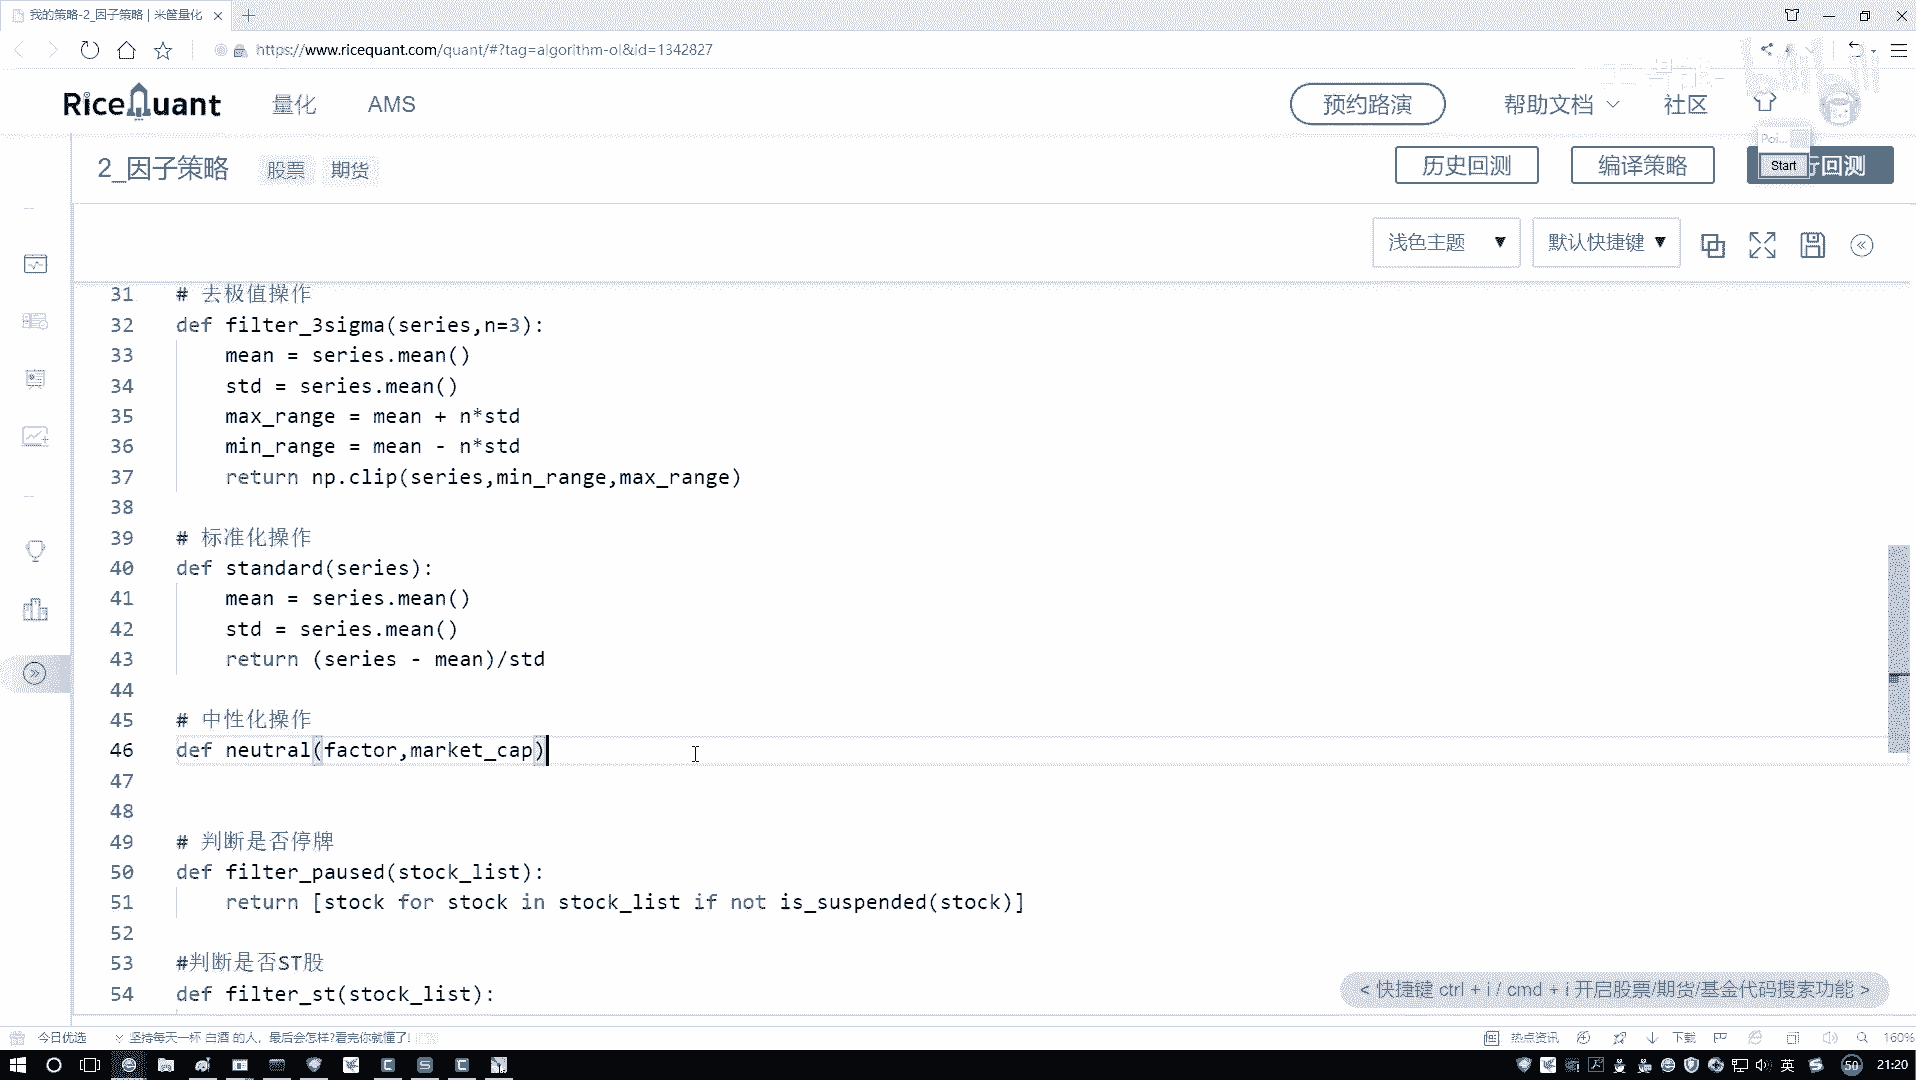 我的策略-2_因子策略 | 米筐量化
https://www.ricequant.com/quant/#?tag=algorithm-ol&id=1342827
RiceQuant 量化 AMS 预约路演 帮助文档 社区
Poi...
2_因子策略 股票 期货 历史回测 编译策略 Start 行回测
浅色主题 默认快捷键
31 # 去极值操作
32 def filter_3sigma(series,n=3):
33 mean = series.mean()
34 std = series.mean()
35 max_range = mean + n*std
36 min_range = mean - n*std
37 return np.clip(series,min_range,max_range)
38
39 # 标准化操作
40 def standard(series):
41 mean = series.mean()
42 std = series.mean()
43 return (series - mean)/std
44
45 # 中性化操作
46 def neutral(factor,market_cap)
47
48
49 # 判断是否停牌
50 def filter_paused(stock_list):
51 return [stock for stock in stock_list if not is_suspended(stock)]
52
53 #判断是否ST股
54 def filter_st(stock_list):
< 快捷键 ctrl + i / cmd + i 开启股票/期货/基金代码搜索功能 >
今日优选 坚持每天一杯 白酒 的人，最后会怎样?看完你就懂了! 热点资讯 下载 160%
英 50 21:20